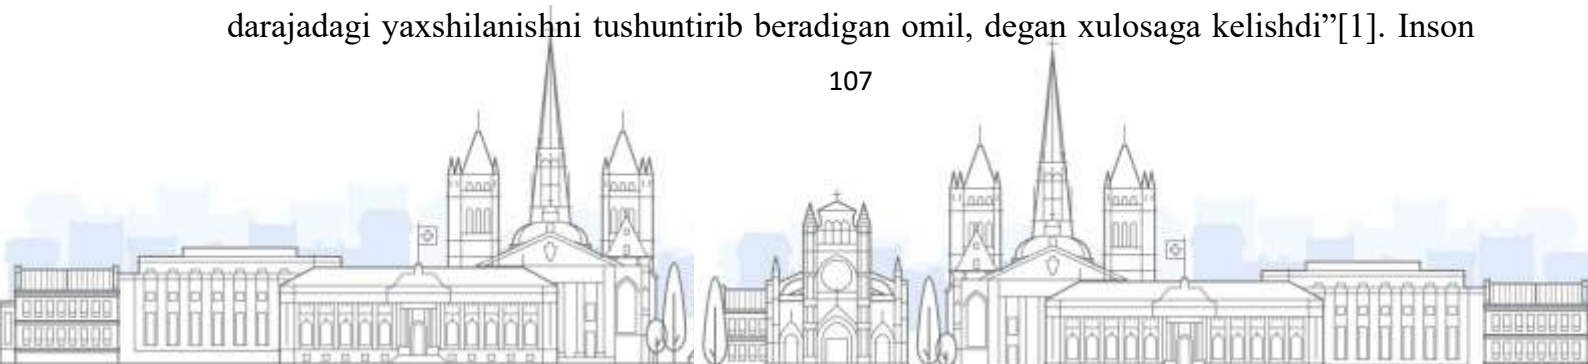 darajadagi yaxshilanishni tushuntirib beradigan omil, degan xulosaga kelishdi”[1]. Inson
107